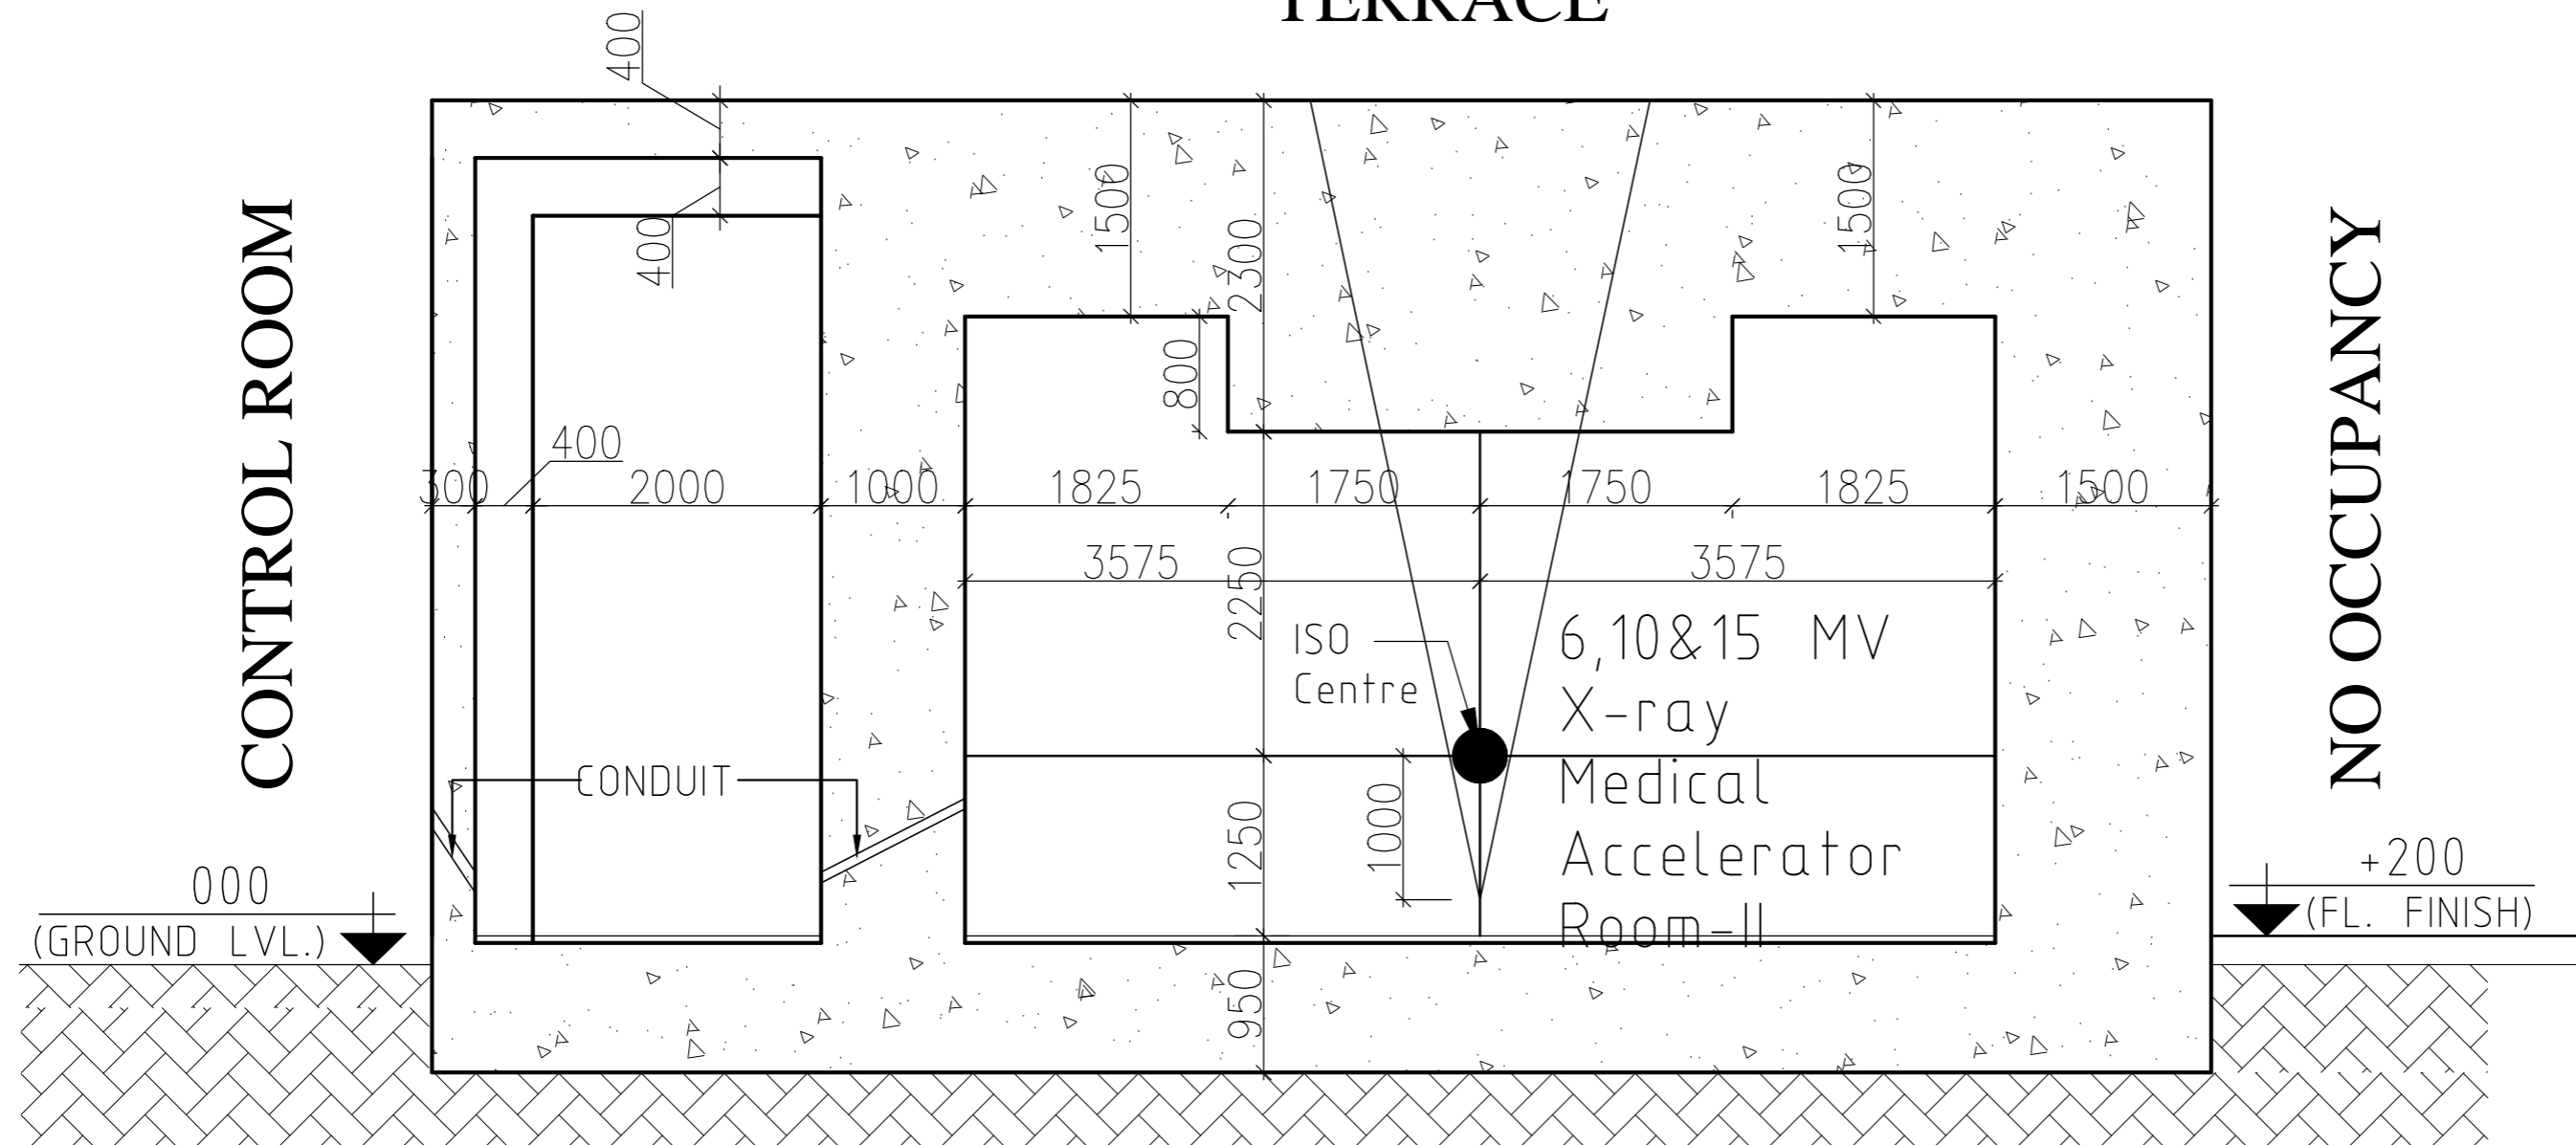 TERRACE
400
400
1500
2300
1500
800
CONTROL ROOM
NO OCCUPANCY
400
300
2000
1000
1825
1750
1750
1825
1500
3575
3575
2250
ISO
Centre
6,10&15 MV
X-ray
Medical
Accelerator
Room-II
CONDUIT
1250
1000
000
(GROUND LVL.)
+200
(FL. FINISH)
950